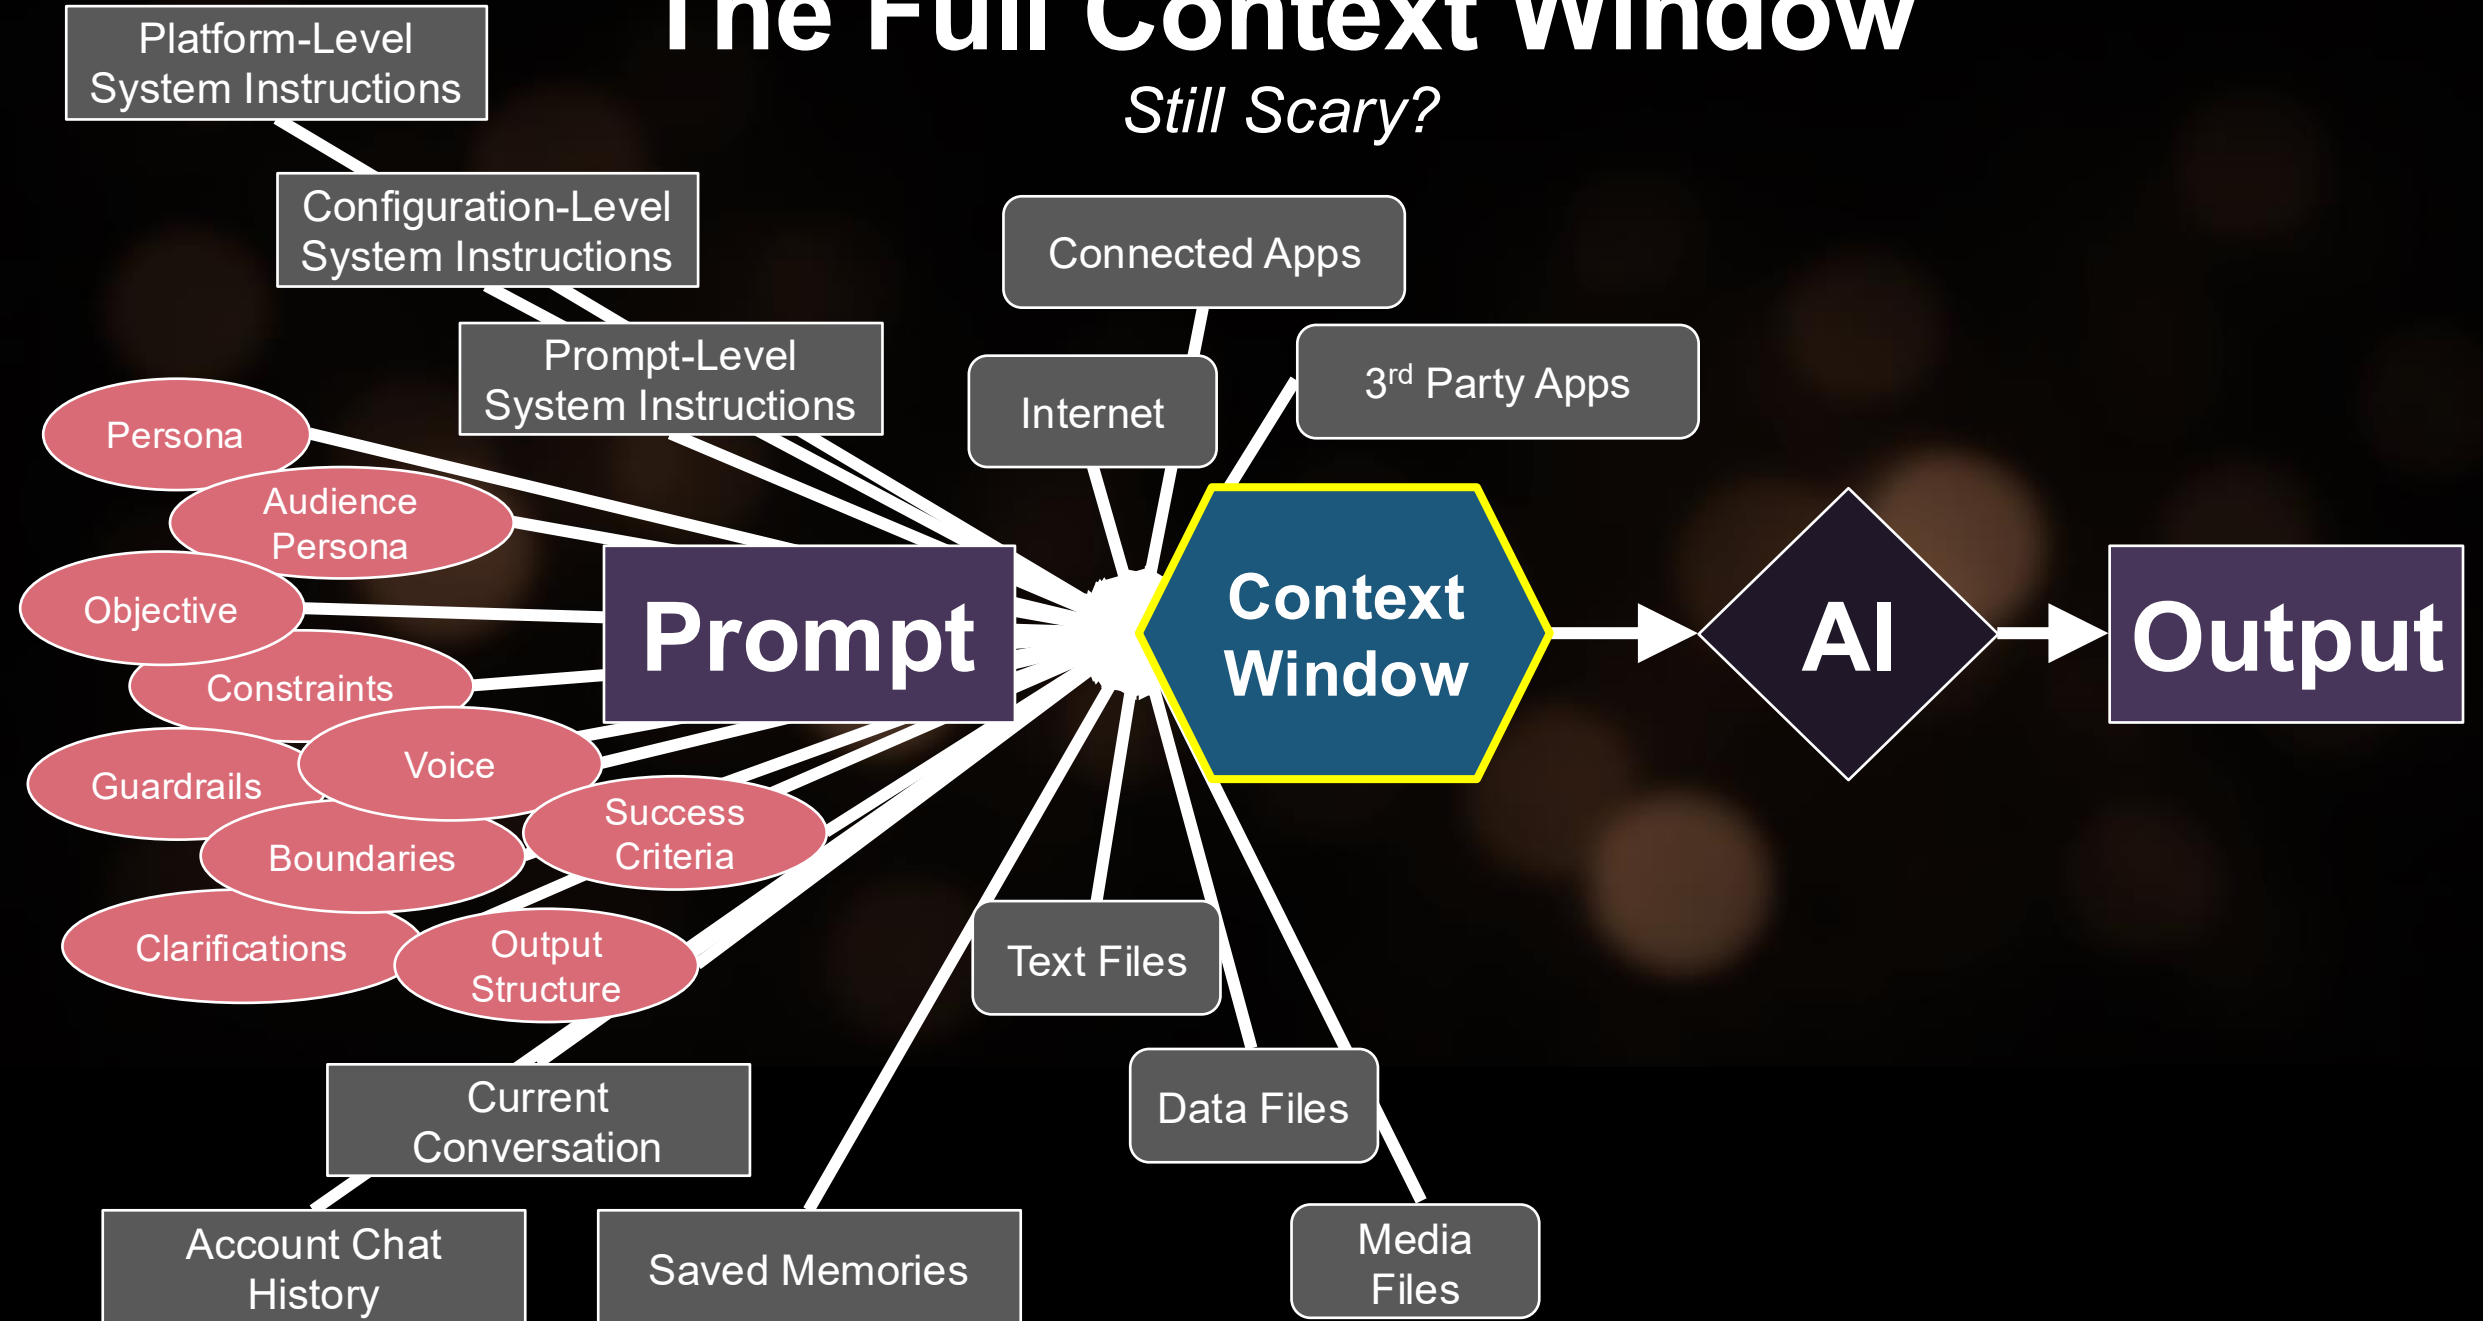 The Full Context Window
Still Scary?
Platform-Level
System Instructions
Configuration-Level
System Instructions
Prompt-Level
System Instructions
Connected Apps
3rd Party Apps
Internet
Persona
Audience
Persona
Objective
Constraints
Guardrails
Voice
Boundaries
Success
Criteria
Clarifications
Output
Structure
Prompt
Context
Window
AI
Output
Text Files
Data Files
Media
Files
Current
Conversation
Account Chat
History
Saved Memories